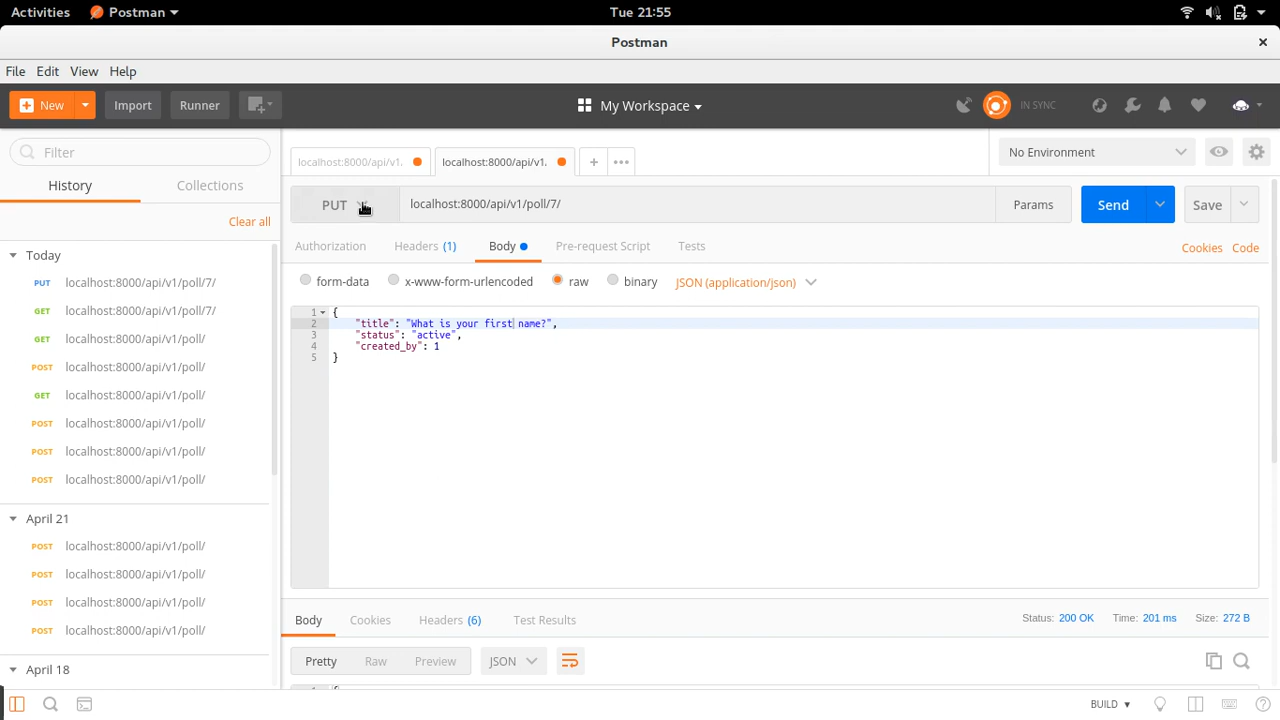 Activities Postman Tue 21:55
Postman
File Edit View Help
New Import Runner My Workspace IN SYNC
Filter
localhost:8000/api/v1. localhost:8000/api/v1. No Environment
History Collections
Clear all
PUT localhost:8000/api/v1/poll/7/ Params Send Save
Authorization Headers (1) Body Pre-request Script Tests Cookies Code
form-data x-www-form-urlencoded raw binary JSON (application/json)
Today
PUT localhost:8000/api/v1/poll/7/
GET localhost:8000/api/v1/poll/7/
GET localhost:8000/api/v1/poll/
POST localhost:8000/api/v1/poll/
GET localhost:8000/api/v1/poll/
POST localhost:8000/api/v1/poll/
POST localhost:8000/api/v1/poll/
POST localhost:8000/api/v1/poll/
April 21
POST localhost:8000/api/v1/poll/
POST localhost:8000/api/v1/poll/
POST localhost:8000/api/v1/poll/
POST localhost:8000/api/v1/poll/
April 18
1 {
2 "title": "What is your first name?",
3 "status": "active",
4 "created_by": 1
5 }
Body Cookies Headers (6) Test Results Status: 200 OK Time: 201 ms Size: 272 B
Pretty Raw Preview JSON
1 {
BUILD